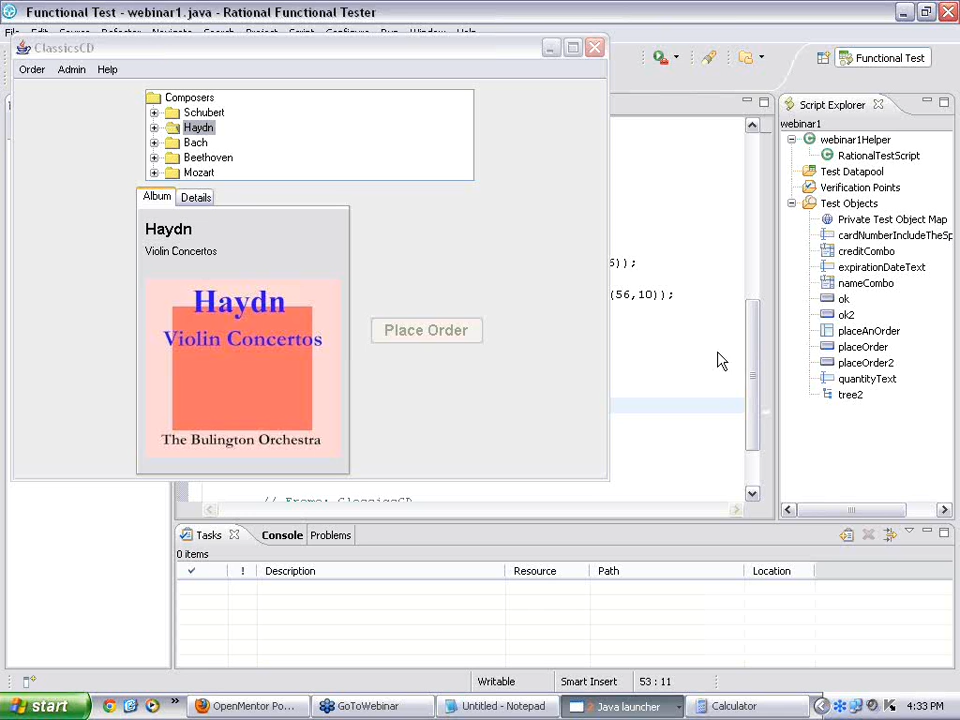 Functional Test - webinar1.java - Rational Functional Tester
ClassicsCD
Order Admin Help
Composers
Schubert
Haydn
Bach
Beethoven
Mozart
Album Details
Haydn
Violin Concertos
Haydn
Violin Concertos
The Bulington Orchestra
Place Order
(56,10));
// Frame: ClassicsCD
Functional Test
Script Explorer
webinar1
webinar1Helper
RationalTestScript
Test Datapool
Verification Points
Test Objects
Private Test Object Map
cardNumberIncludeTheSp
creditCombo
expirationDateText
nameCombo
ok
ok2
placeAnOrder
placeOrder
placeOrder2
quantityText
tree2
Tasks Console Problems
0 items
! Description Resource Path Location
Writable Smart Insert 53 : 11
start OpenMentor Po... GoToWebinar Untitled - Notepad 2 Java launcher Calculator 4:33 PM